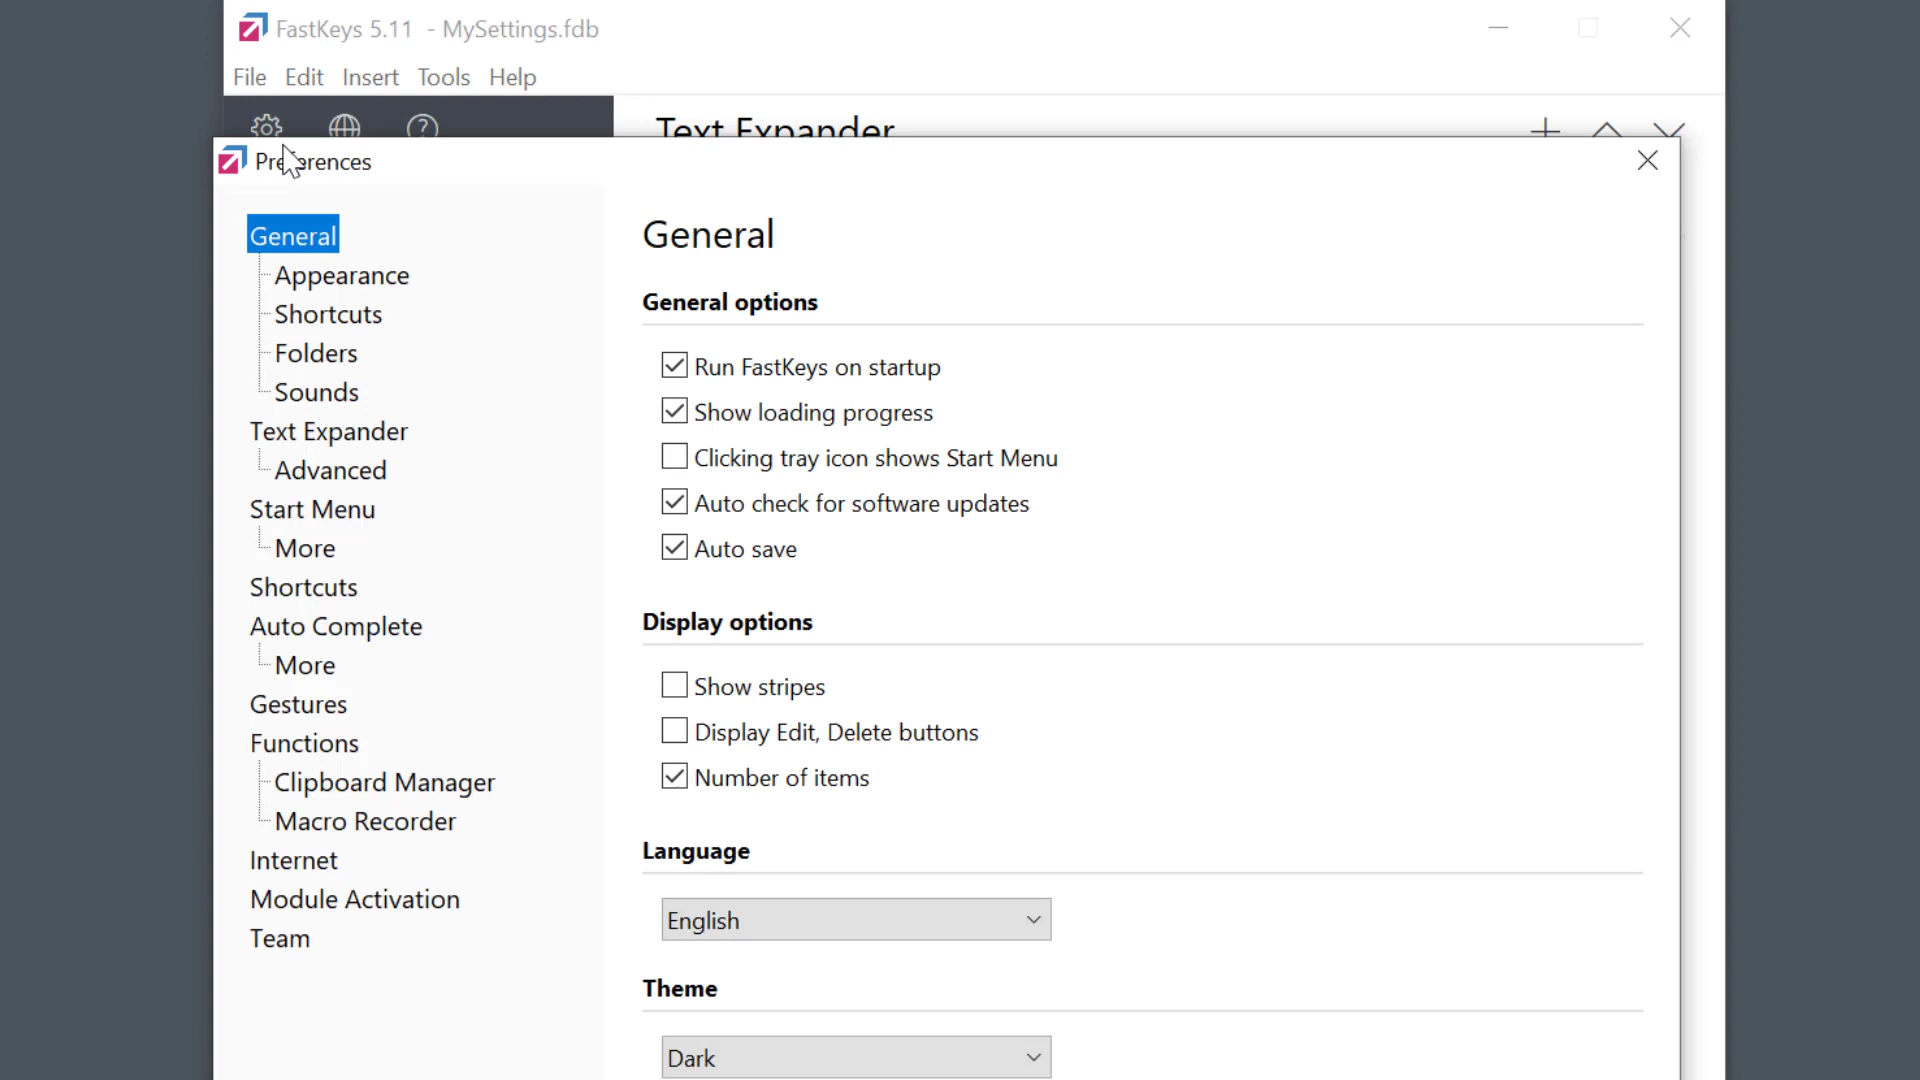 FastKeys 5.11 - MySettings.fdb
File Edit Insert Tools Help
Text Expander
Preferences
General
Appearance
Shortcuts
Folders
Sounds
Text Expander
Advanced
Start Menu
More
Shortcuts
Auto Complete
More
Gestures
Functions
Clipboard Manager
Macro Recorder
Internet
Module Activation
Team
General
General options
Run FastKeys on startup
Show loading progress
Clicking tray icon shows Start Menu
Auto check for software updates
Auto save
Display options
Show stripes
Display Edit, Delete buttons
Number of items
Language
English
Theme
Dark